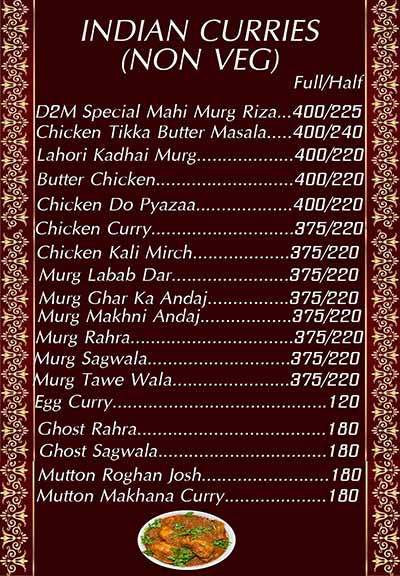 INDIAN CURRIES
(NON VEG)
Full/Half
D2M Special Mahi Murg Riza...400/225
Chicken Tikka Butter Masala.....400/240
Lahori Kadhai Murg..................400/220
Butter Chicken..........................400/220
Chicken Do Pyazaa..................400/220
Chicken Curry...........................375/220
Chicken Kali Mirch..................375/220
Murg Labab Dar......................375/220
Murg Ghar Ka Andaj...............375/220
Murg Makhni Andaj.................375/220
Murg Rahra...............................375/220
Murg Sagwala...........................375/220
Murg Tawe Wala......................375/220
Egg Curry........................................120
Ghost Rahra....................................180
Ghost Sagwala................................180
Mutton Roghan Josh........................180
Mutton Makhana Curry...................180